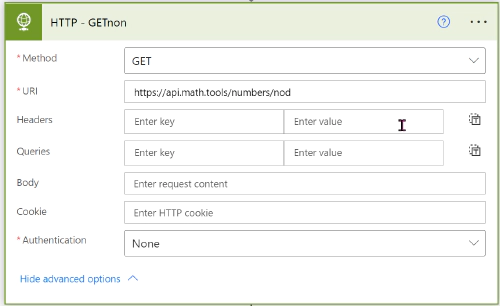 HTTP - GETnon
* Method
GET
* URI
https://api.math.tools/numbers/nod
Headers
Enter key
Enter value
Queries
Enter key
Enter value
Body
Enter request content
Cookie
Enter HTTP cookie
* Authentication
None
Hide advanced options